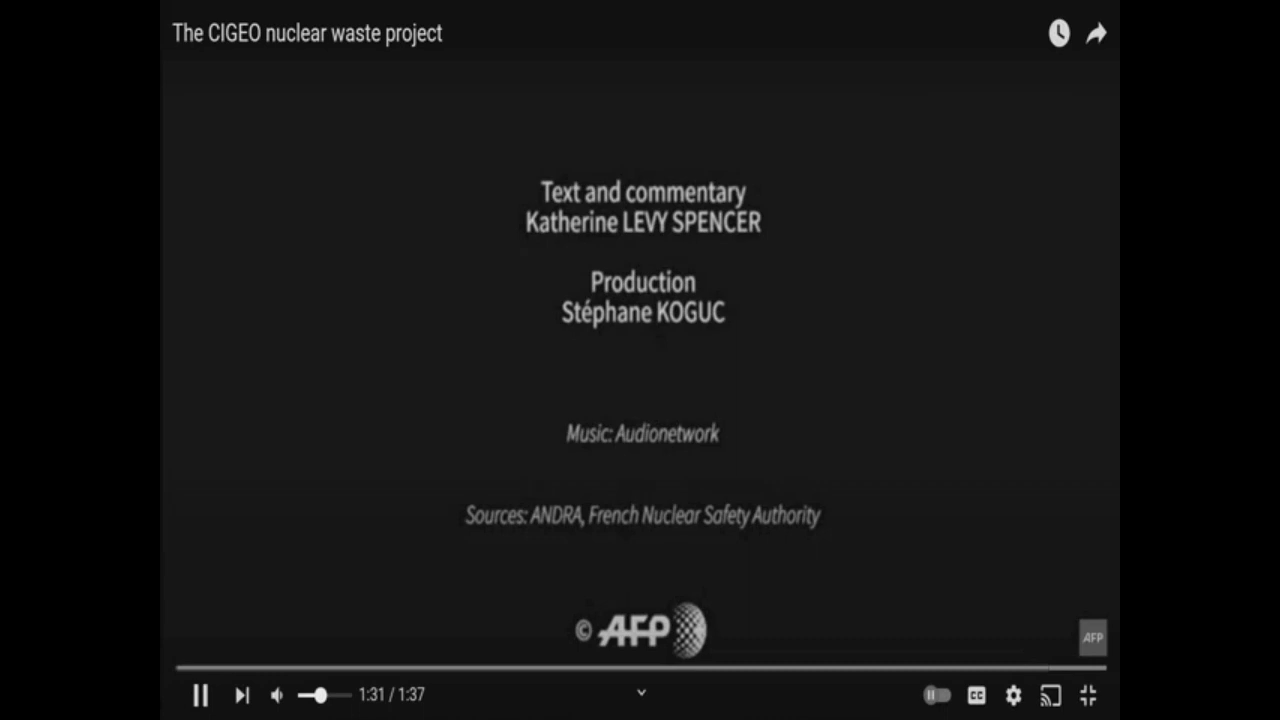 The CIGEO nuclear waste project
Text and commentary
Katherine LEVY SPENCER
Production
Stéphane KOGUC
Music: Audionetwork
Sources: ANDRA, French Nuclear Safety Authority
© AFP
AFP
1:31 / 1:37
CC